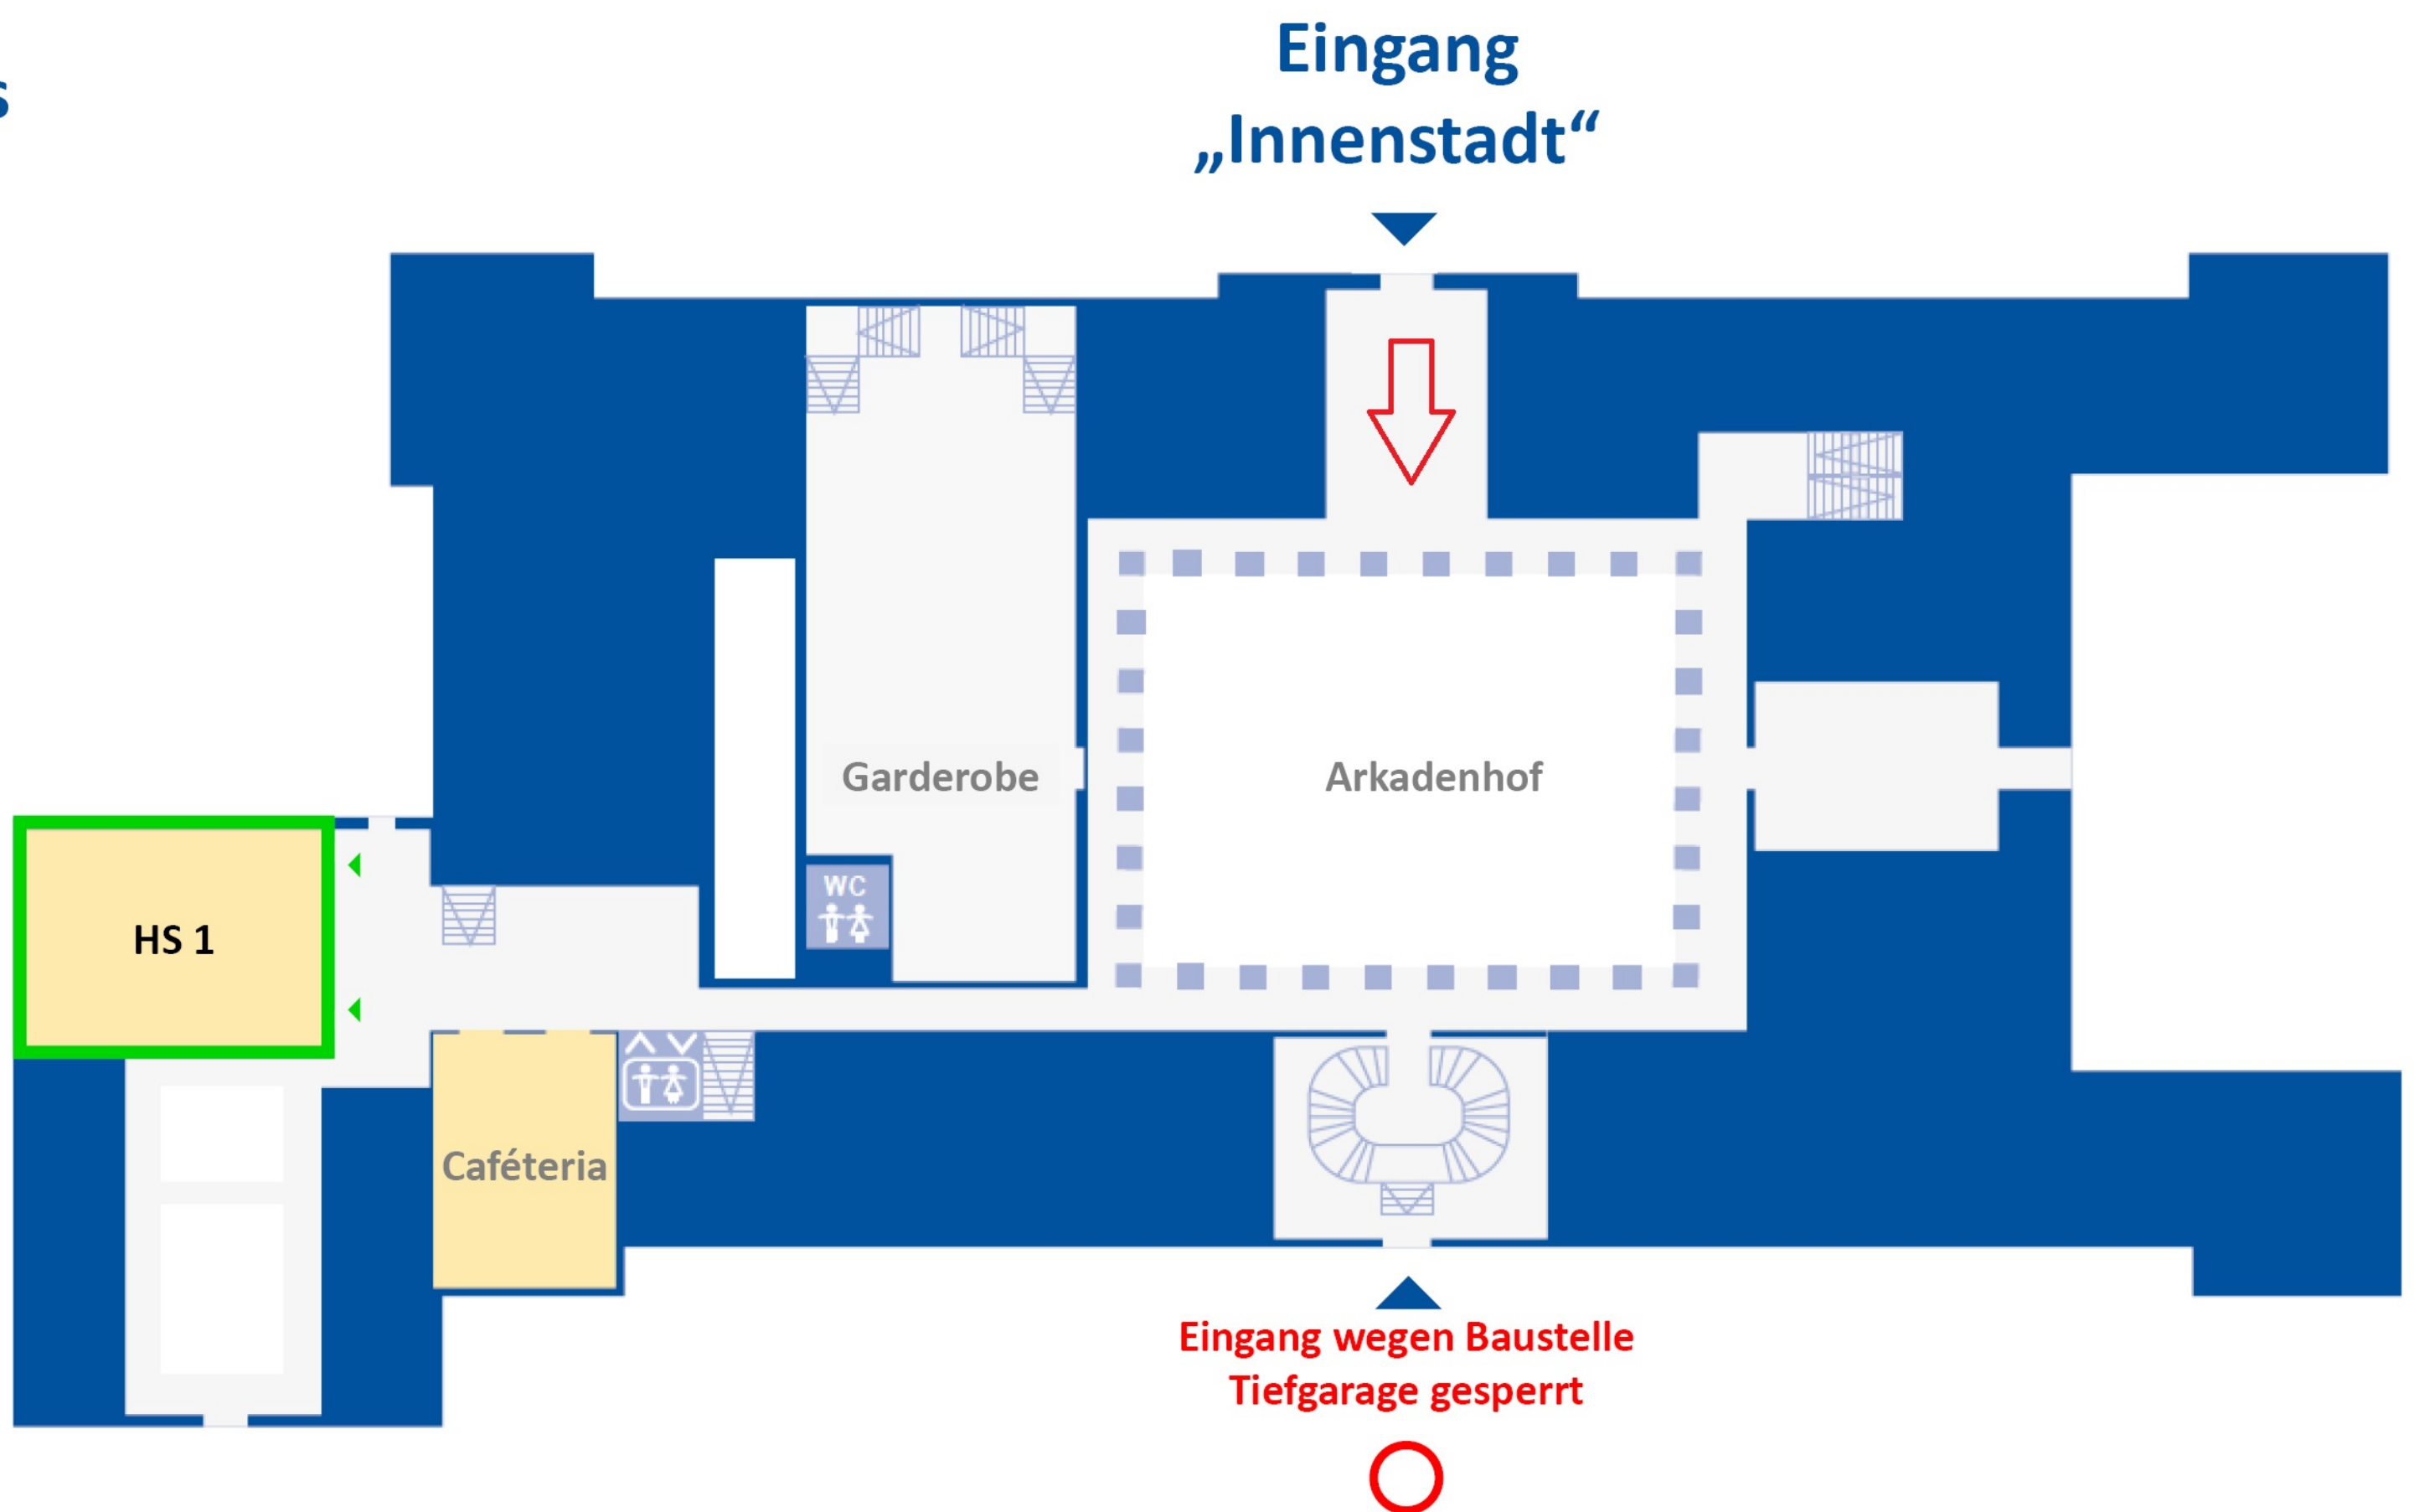 Eingang
„Innenstadt“
s
Garderobe
Arkadenhof
WC
HS 1
Caféteria
Eingang wegen Baustelle
Tiefgarage gesperrt